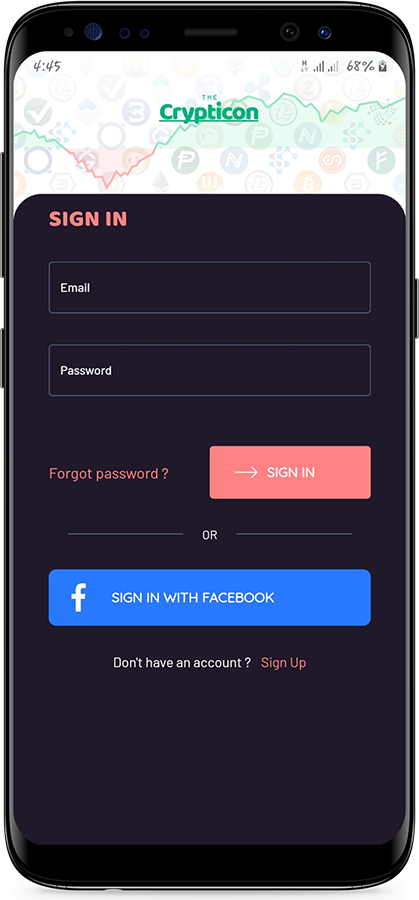 4:45 68%
THE
Crypticon
SIGN IN
Email
Password
Forgot password ? SIGN IN
OR
SIGN IN WITH FACEBOOK
Don't have an account ? Sign Up